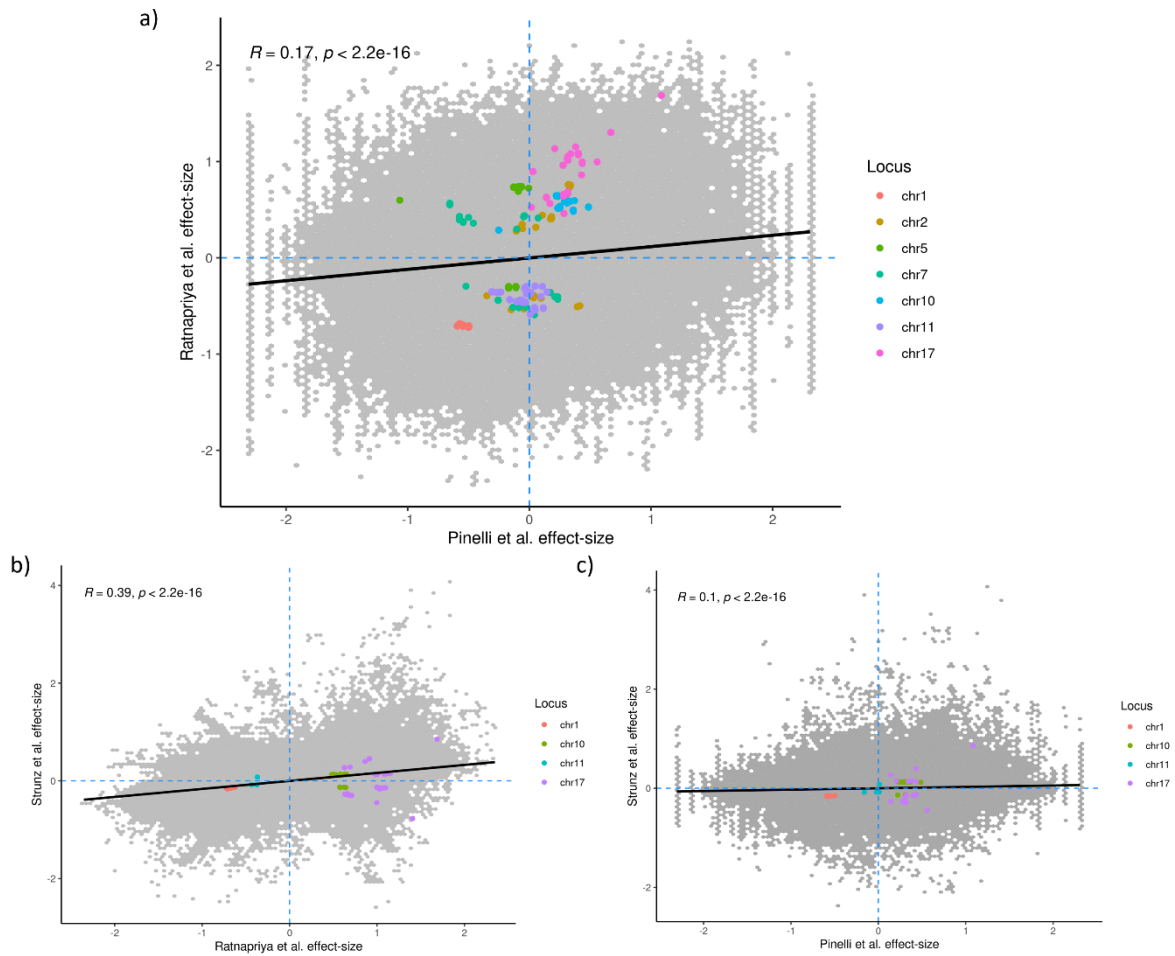 a)
R = 0.17, p < 2.2e-16
2
1
0
-1
-2
Ratnapriya et al. effect-size
-2
-1
0
1
2
Pinelli et al. effect-size
Locus
chr1
chr2
chr5
chr7
chr10
chr11
chr17
b)
R = 0.39, p < 2.2e-16
4
2
0
-2
Strunz et al. effect-size
-2
-1
0
1
2
Ratnapriya et al. effect-size
Locus
chr1
chr10
chr11
chr17
c)
R = 0.1, p < 2.2e-16
4
2
0
-2
Strunz et al. effect-size
-2
-1
0
1
2
Pinelli et al. effect-size
Locus
chr1
chr10
chr11
chr17